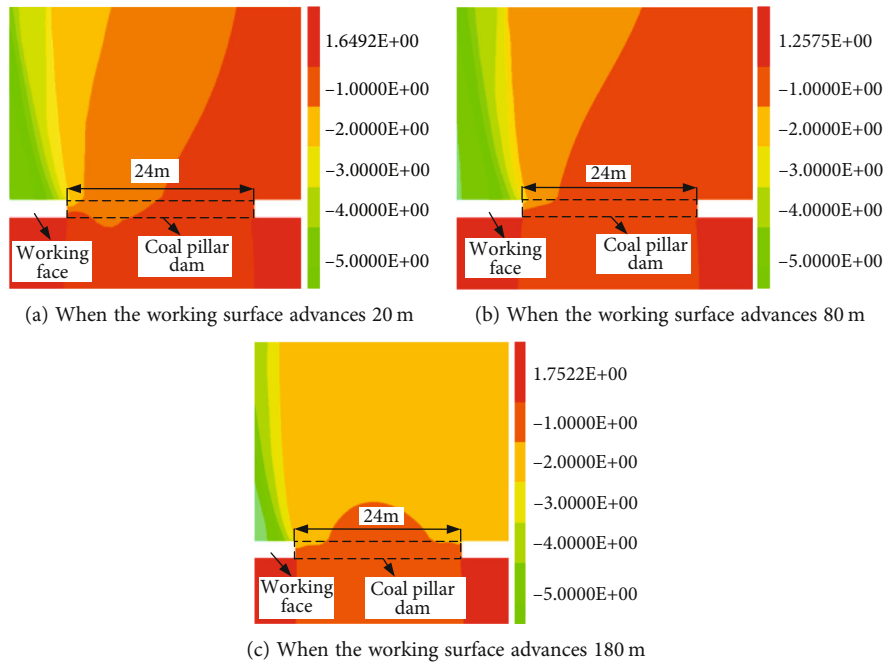 1.6492E+00
−1.0000E+00
−2.0000E+00
−3.0000E+00
−4.0000E+00
−5.0000E+00
24m
Working
face
Coal pillar
dam
(a) When the working surface advances 20 m
1.2575E+00
−1.0000E+00
−2.0000E+00
−3.0000E+00
−4.0000E+00
−5.0000E+00
24m
Working
face
Coal pillar
dam
(b) When the working surface advances 80 m
1.7522E+00
−1.0000E+00
−2.0000E+00
−3.0000E+00
−4.0000E+00
−5.0000E+00
24m
Working
face
Coal pillar
dam
(c) When the working surface advances 180 m